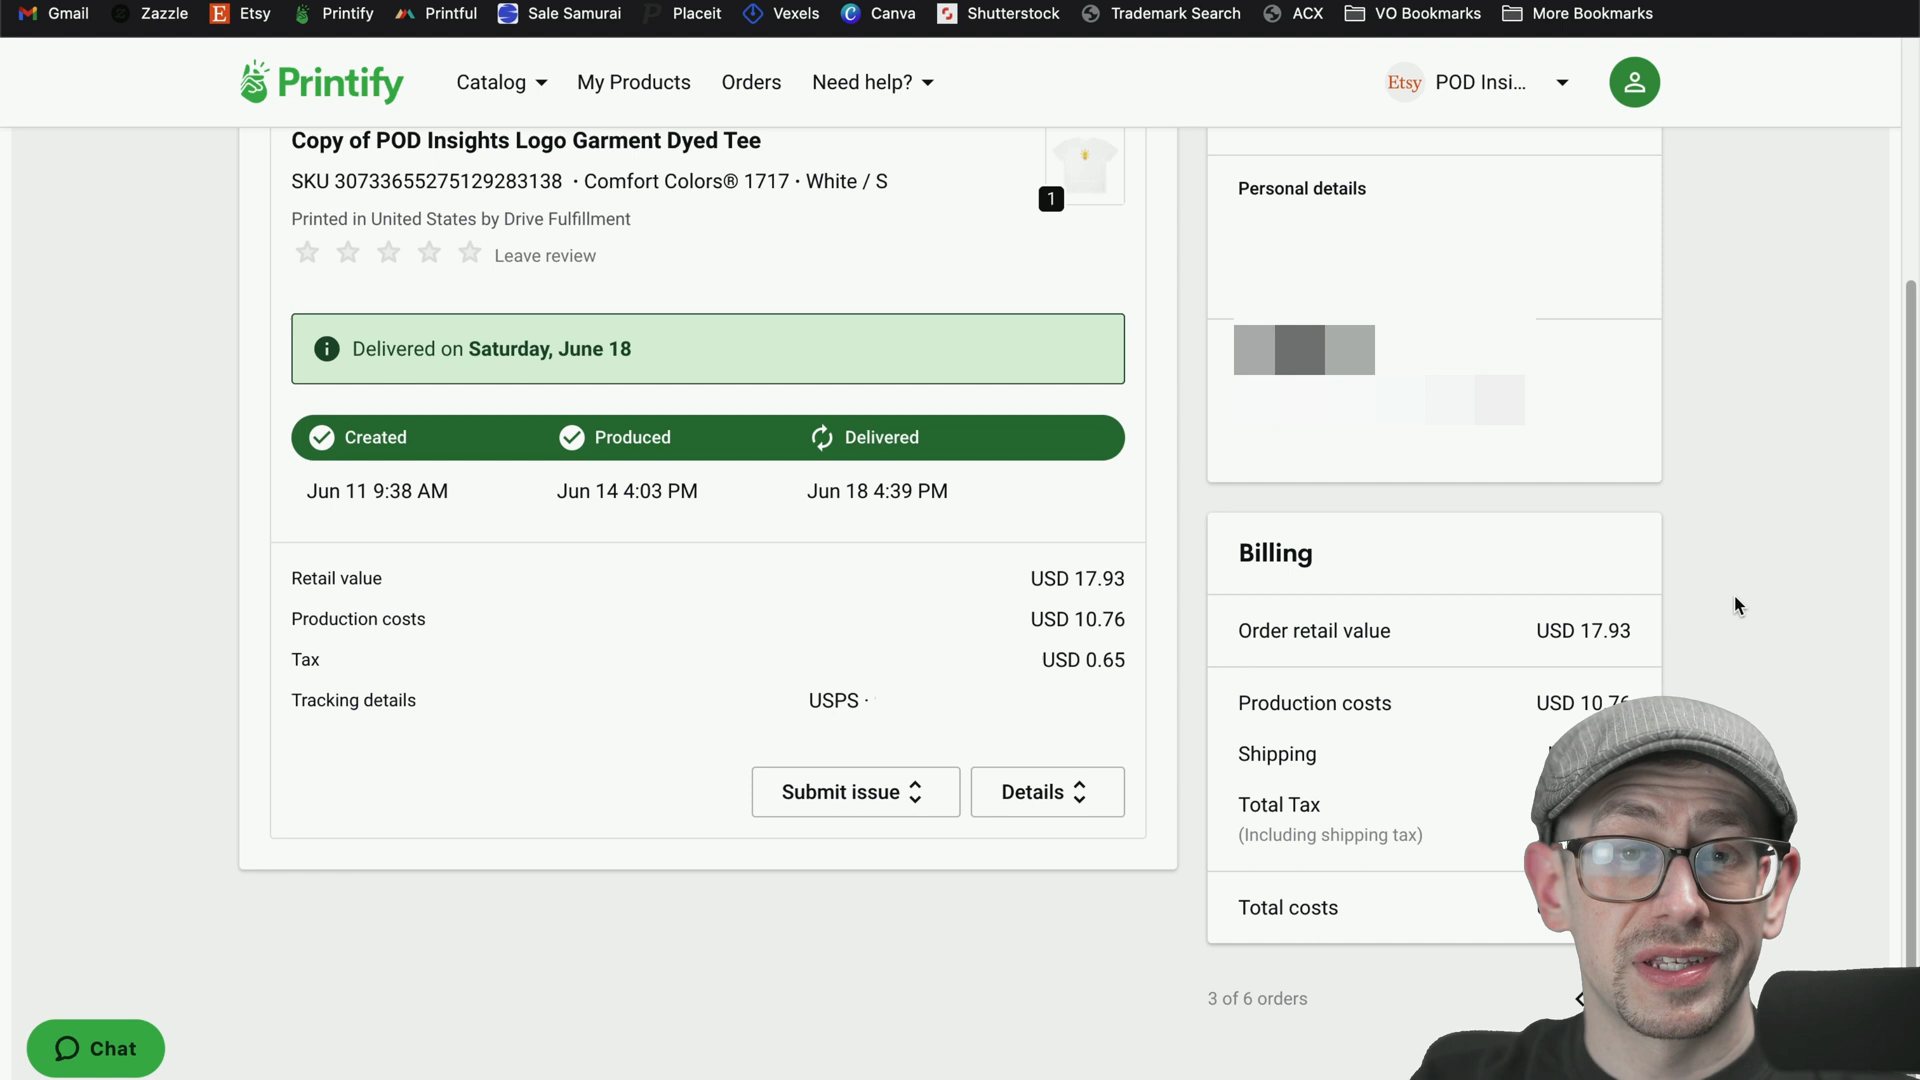 Gmail Zazzle Etsy Printify Printful Sale Samurai Placeit Vexels Canva Shutterstock Trademark Search ACX VO Bookmarks More Bookmarks
Printify Catalog My Products Orders Need help? Etsy POD Insi...
Copy of POD Insights Logo Garment Dyed Tee
SKU 30733655275129283138 · Comfort Colors® 1717 · White / S
1
Printed in United States by Drive Fulfillment
Leave review
Delivered on Saturday, June 18
Created Produced Delivered
Jun 11 9:38 AM Jun 14 4:03 PM Jun 18 4:39 PM
Retail value USD 17.93
Production costs USD 10.76
Tax USD 0.65
Tracking details USPS ·
Submit issue Details
Personal details
Billing
Order retail value USD 17.93
Production costs USD 10.76
Shipping
Total Tax
(Including shipping tax)
Total costs
3 of 6 orders
Chat